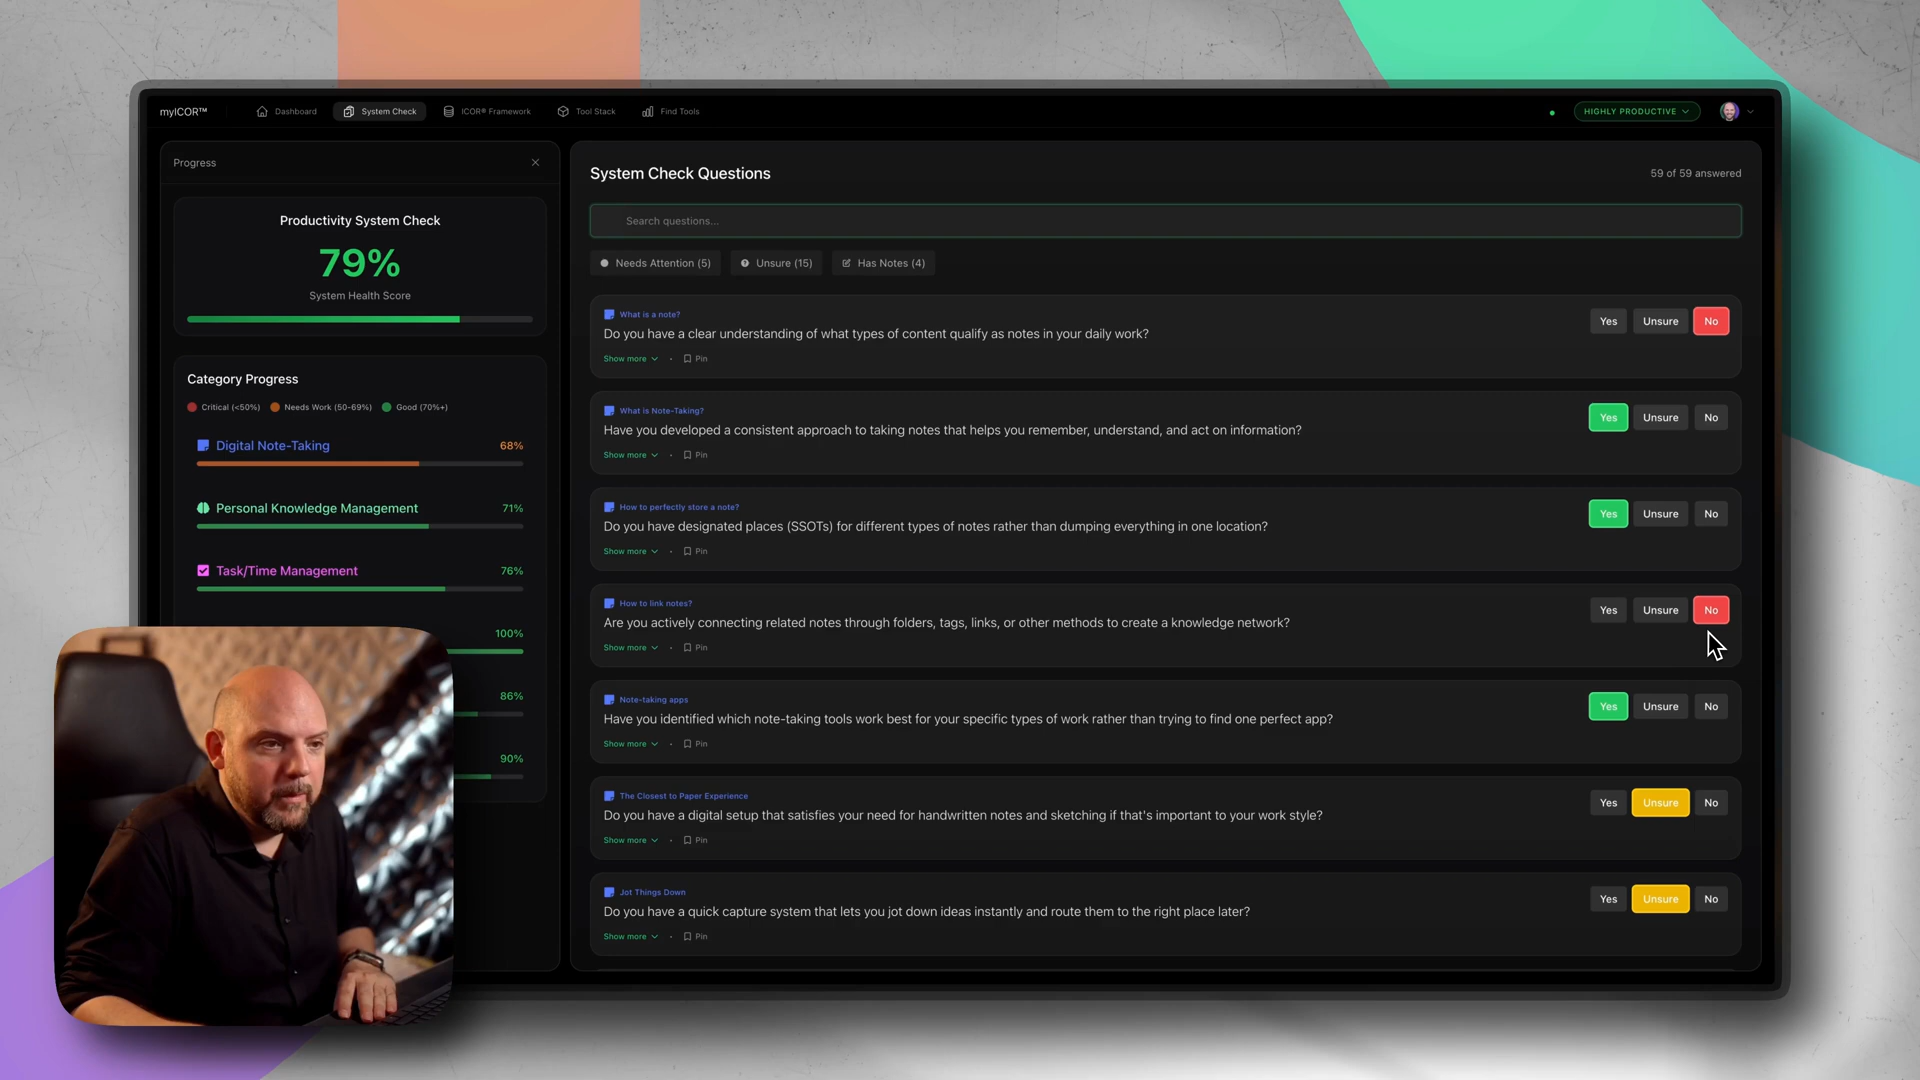 myICOR™
Dashboard
System Check
ICOR® Framework
Tool Stack
Find Tools
HIGHLY PRODUCTIVE
Progress
Productivity System Check
79%
System Health Score
Category Progress
Critical (<50%)
Needs Work (50-69%)
Good (70%+)
Digital Note-Taking 68%
Personal Knowledge Management 71%
Task/Time Management 76%
100%
86%
90%
System Check Questions
59 of 59 answered
Search questions...
Needs Attention (5)
Unsure (15)
Has Notes (4)
What is a note?
Do you have a clear understanding of what types of content qualify as notes in your daily work?
Show more · Pin
Yes Unsure No
What is Note-Taking?
Have you developed a consistent approach to taking notes that helps you remember, understand, and act on information?
Show more · Pin
Yes Unsure No
How to perfectly store a note?
Do you have designated places (SSOTs) for different types of notes rather than dumping everything in one location?
Show more · Pin
Yes Unsure No
How to link notes?
Are you actively connecting related notes through folders, tags, links, or other methods to create a knowledge network?
Show more · Pin
Yes Unsure No
Note-taking apps
Have you identified which note-taking tools work best for your specific types of work rather than trying to find one perfect app?
Show more · Pin
Yes Unsure No
The Closest to Paper Experience
Do you have a digital setup that satisfies your need for handwritten notes and sketching if that's important to your work style?
Show more · Pin
Yes Unsure No
Jot Things Down
Do you have a quick capture system that lets you jot down ideas instantly and route them to the right place later?
Show more · Pin
Yes Unsure No